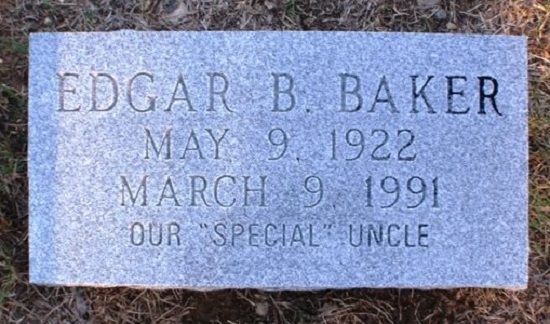 EDGAR B. BAKER
MAY 9, 1922
MARCH 9, 1991
OUR "SPECIAL" UNCLE